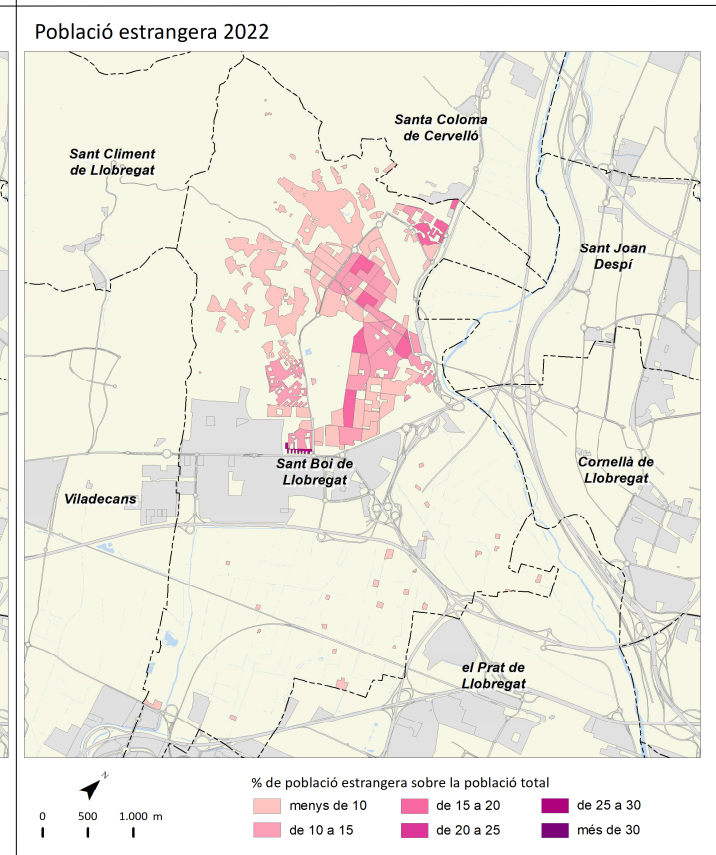 Població estrangera 2022
Santa Coloma
de Cervelló
Sant Climent
de Llobregat
Sant Joan
Despí
Sant Boi de
Llobregat
Cornellà de
Llobregat
Viladecans
el Prat de
Llobregat
N
0 500 1.000 m
% de població estrangera sobre la població total
menys de 10
de 10 a 15
de 15 a 20
de 20 a 25
de 25 a 30
més de 30